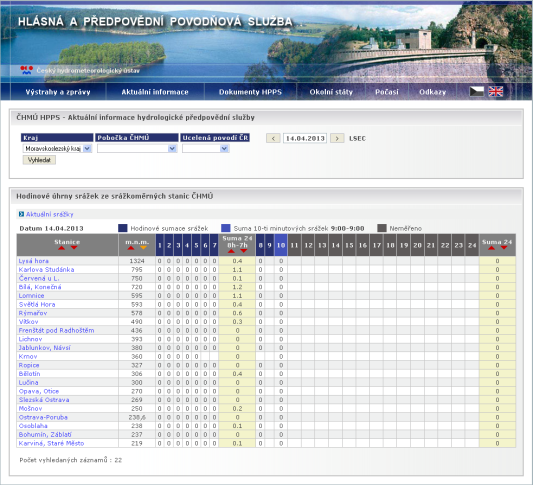 HLÁSNÁ A PŘEDPOVĚDNÍ POVODŇOVÁ SLUŽBA
Český hydrometeorologický ústav
Výstrahy a zprávy Aktuální informace Dokumenty HPPS Okolní státy Počasí Odkazy
ČHMÚ HPPS - Aktuální informace hydrologické předpovědní služby
Kraj Pobočka ČHMÚ Ucelená povodí ČR
Moravskoslezský kraj < 14.04.2013 > LSEC
Vyhledat
Hodinové úhrny srážek ze srážkoměrných stanic ČHMÚ
Aktuální srážky
Datum 14.04.2013 Hodinové sumace srážek Suma 10-ti minutových srážek 9:00-9:00 Neměřeno
Stanice m.n.m. 1 2 3 4 5 6 7 Suma 24 0h-7h 8 9 10 11 12 13 14 15 16 17 18 19 20 21 22 23 24 Suma 24
Lysá hora 1324 0 0 0 0 0 0 0 0.4 0 0 0
Karlova Studánka 795 0 0 0 0 0 0 0 1.1 0 0 0
Červená u L. 750 0 0 0 0 0 0 0 0.1 0 0 0
Bílá, Konečná 720 0 0 0 0 0 0 0 1.2 0 0 0
Lomnice 595 0 0 0 0 0 0 0 1.1 0 0 0
Světlá Hora 593 0 0 0 0 0 0 0 0.4 0 0 0
Rýmařov 578 0 0 0 0 0 0 0 0.6 0 0 0
Vítkov 490 0 0 0 0 0 0 0 0.3 0 0 0
Frenštát pod Radhoštěm 436 0 0 0 0 0 0 0 0 0 0 0
Lichnov 393 0 0 0 0 0 0 0 0 0 0 0
Jablunkov, Návsí 380 0 0 0 0 0 0 0 0 0 0 0
Krnov 360 0 0 0 0 0 0 0 0
Ropice 327 0 0 0 0 0 0 0 0 0 0 0
Bělotín 306 0 0 0 0 0 0 0 0.4 0 0 0
Lučina 300 0 0 0 0 0 0 0 0 0 0 0
Opava, Otice 270 0 0 0 0 0 0 0 0 0 0 0
Slezská Ostrava 269 0 0 0 0 0 0 0 0 0 0 0
Mošnov 250 0 0 0 0 0 0 0 0.2 0 0 0
Ostrava-Poruba 238,6 0 0 0 0 0 0 0 0 0 0 0
Osoblaha 238 0 0 0 0 0 0 0 0.1 0 0 0
Bohumín, Záblatí 237 0 0 0 0 0 0 0 0 0 0 0
Karviná, Staré Město 219 0 0 0 0 0 0 0 0.1 0 0 0
Počet vyhledaných záznamů : 22